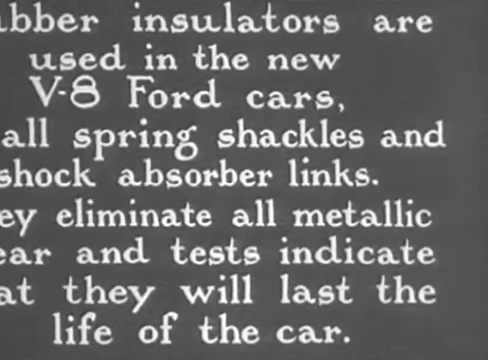 ubber insulators are
used in the new
V-8 Ford cars,
all spring shackles and
shock absorber links.
ey eliminate all metallic
ear and tests indicate
at they will last the
life of the car.